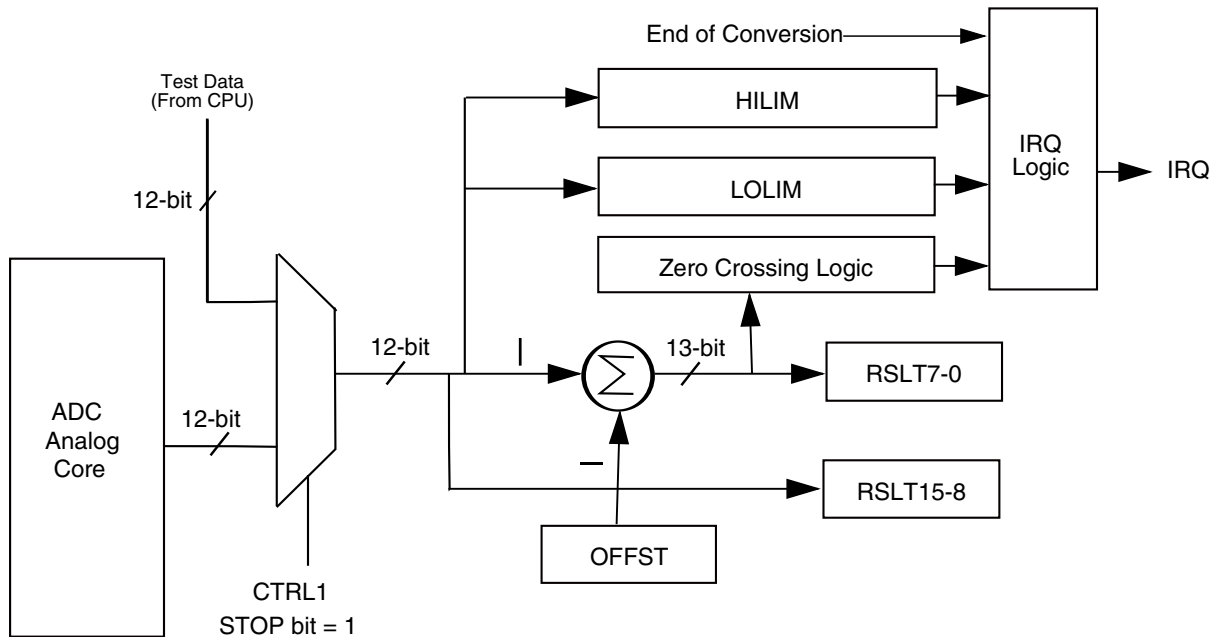 End of Conversion
Test Data
(From CPU)
HILIM
IRQ
Logic
IRQ
12-bit
LOLIM
Zero Crossing Logic
12-bit
13-bit
Σ
RSLT7-0
ADC
Analog
Core
12-bit
RSLT15-8
OFFST
CTRL1
STOP bit = 1